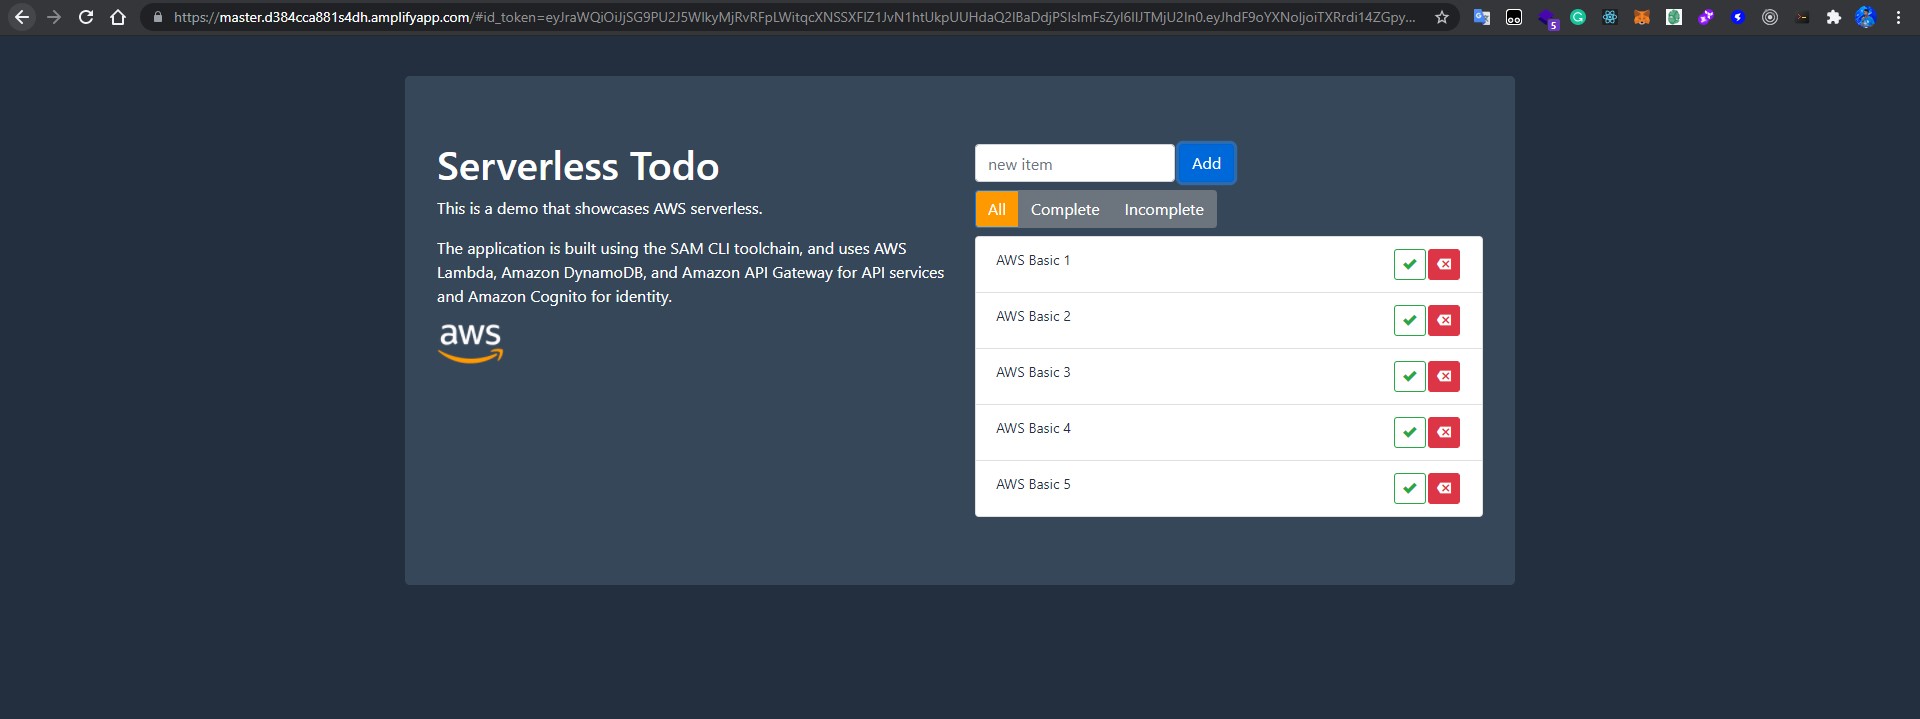 https://master.d384cca881s4dh.amplifyapp.com/#id_token=
5
Serverless Todo
This is a demo that showcases AWS serverless.
The application is built using the SAM CLI toolchain, and uses AWS
Lambda, Amazon DynamoDB, and Amazon API Gateway for API services
and Amazon Cognito for identity.
aws
new item
Add
All
Complete
Incomplete
AWS Basic 1
AWS Basic 2
AWS Basic 3
AWS Basic 4
AWS Basic 5